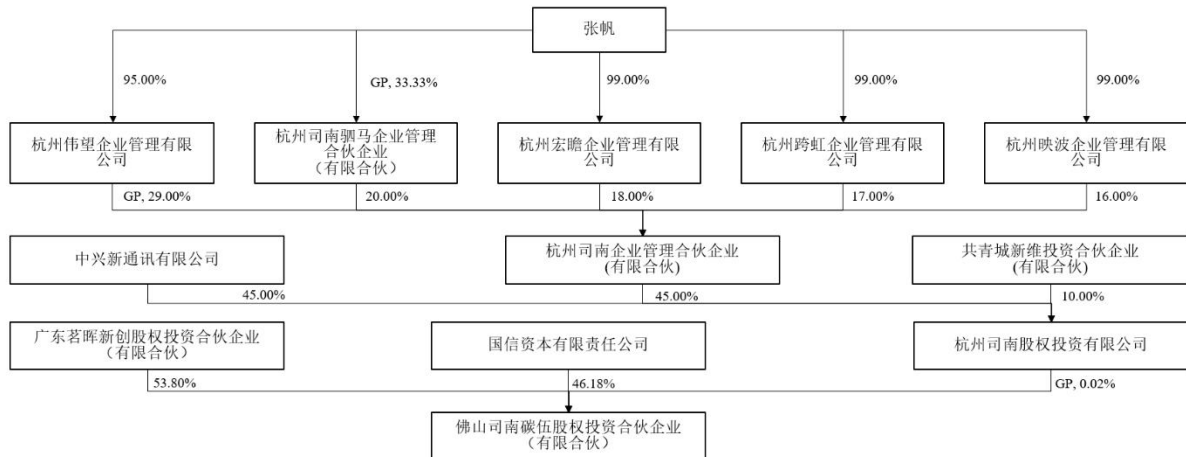 张帆
95.00%
GP, 33.33%
99.00%
99.00%
99.00%
杭州伟望企业管理有限
公司
杭州司南驷马企业管理
合伙企业
（有限合伙）
杭州宏瞻企业管理有限
公司
杭州跨虹企业管理有限
公司
杭州映波企业管理有限
公司
GP, 29.00%
20.00%
18.00%
17.00%
16.00%
中兴新通讯有限公司
杭州司南企业管理合伙企业
(有限合伙)
共青城新维投资合伙企业
(有限合伙)
45.00%
45.00%
10.00%
广东茗晖新创股权投资合伙企业
（有限合伙）
国信资本有限责任公司
杭州司南股权投资有限公司
53.80%
46.18%
GP, 0.02%
佛山司南碳伍股权投资合伙企业
（有限合伙）